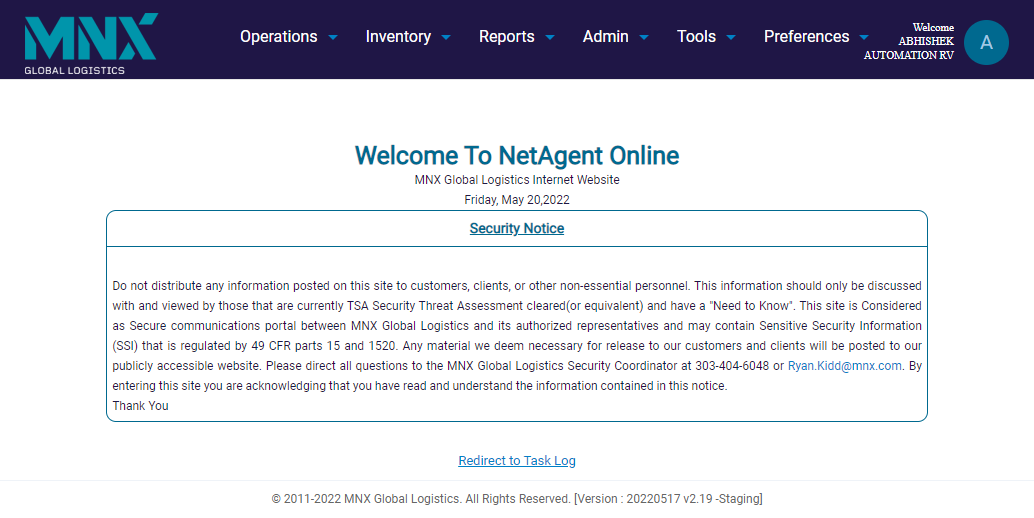 MNX
GLOBAL LOGISTICS
Operations Inventory Reports Admin Tools Preferences
Welcome
ABHISHEK
AUTOMATION RV
A
Welcome To NetAgent Online
MNX Global Logistics Internet Website
Friday, May 20,2022
Security Notice
Do not distribute any information posted on this site to customers, clients, or other non-essential personnel. This information should only be discussed
with and viewed by those that are currently TSA Security Threat Assessment cleared(or equivalent) and have a "Need to Know". This site is Considered
as Secure communications portal between MNX Global Logistics and its authorized representatives and may contain Sensitive Security Information
(SSI) that is regulated by 49 CFR parts 15 and 1520. Any material we deem necessary for release to our customers and clients will be posted to our
publicly accessible website. Please direct all questions to the MNX Global Logistics Security Coordinator at 303-404-6048 or Ryan.Kidd@mnx.com. By
entering this site you are acknowledging that you have read and understand the information contained in this notice.
Thank You
Redirect to Task Log
© 2011-2022 MNX Global Logistics. All Rights Reserved. [Version : 20220517 v2.19 -Staging]